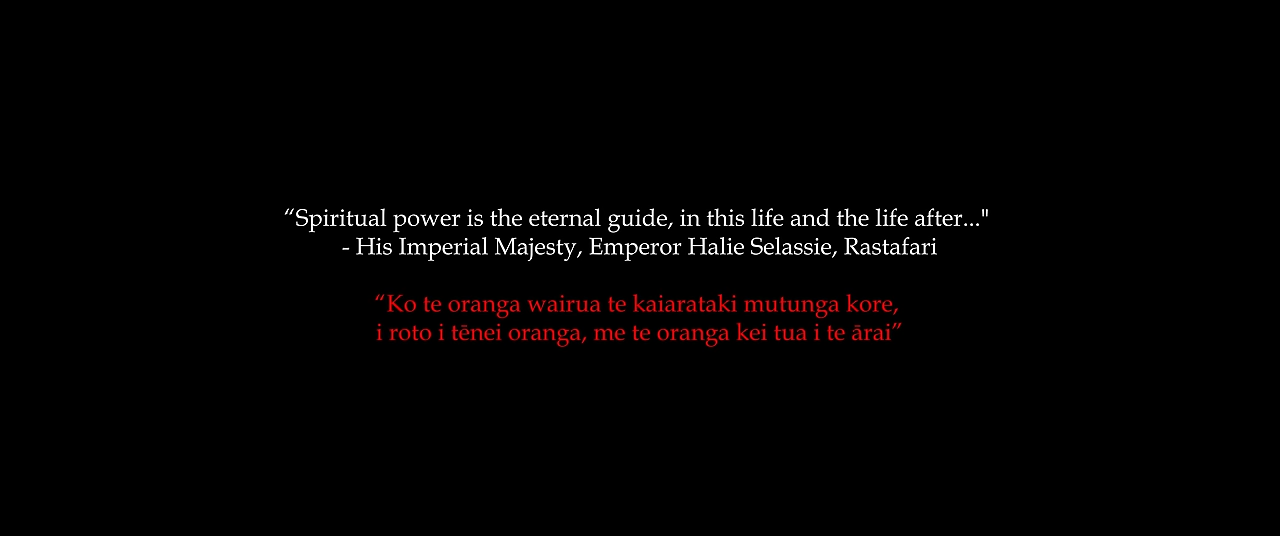 “Spiritual power is the eternal guide, in this life and the life after..."
- His Imperial Majesty, Emperor Halie Selassie, Rastafari
“Ko te oranga wairua te kaiarataki mutunga kore,
i roto i tēnei oranga, me te oranga kei tua i te ārai”